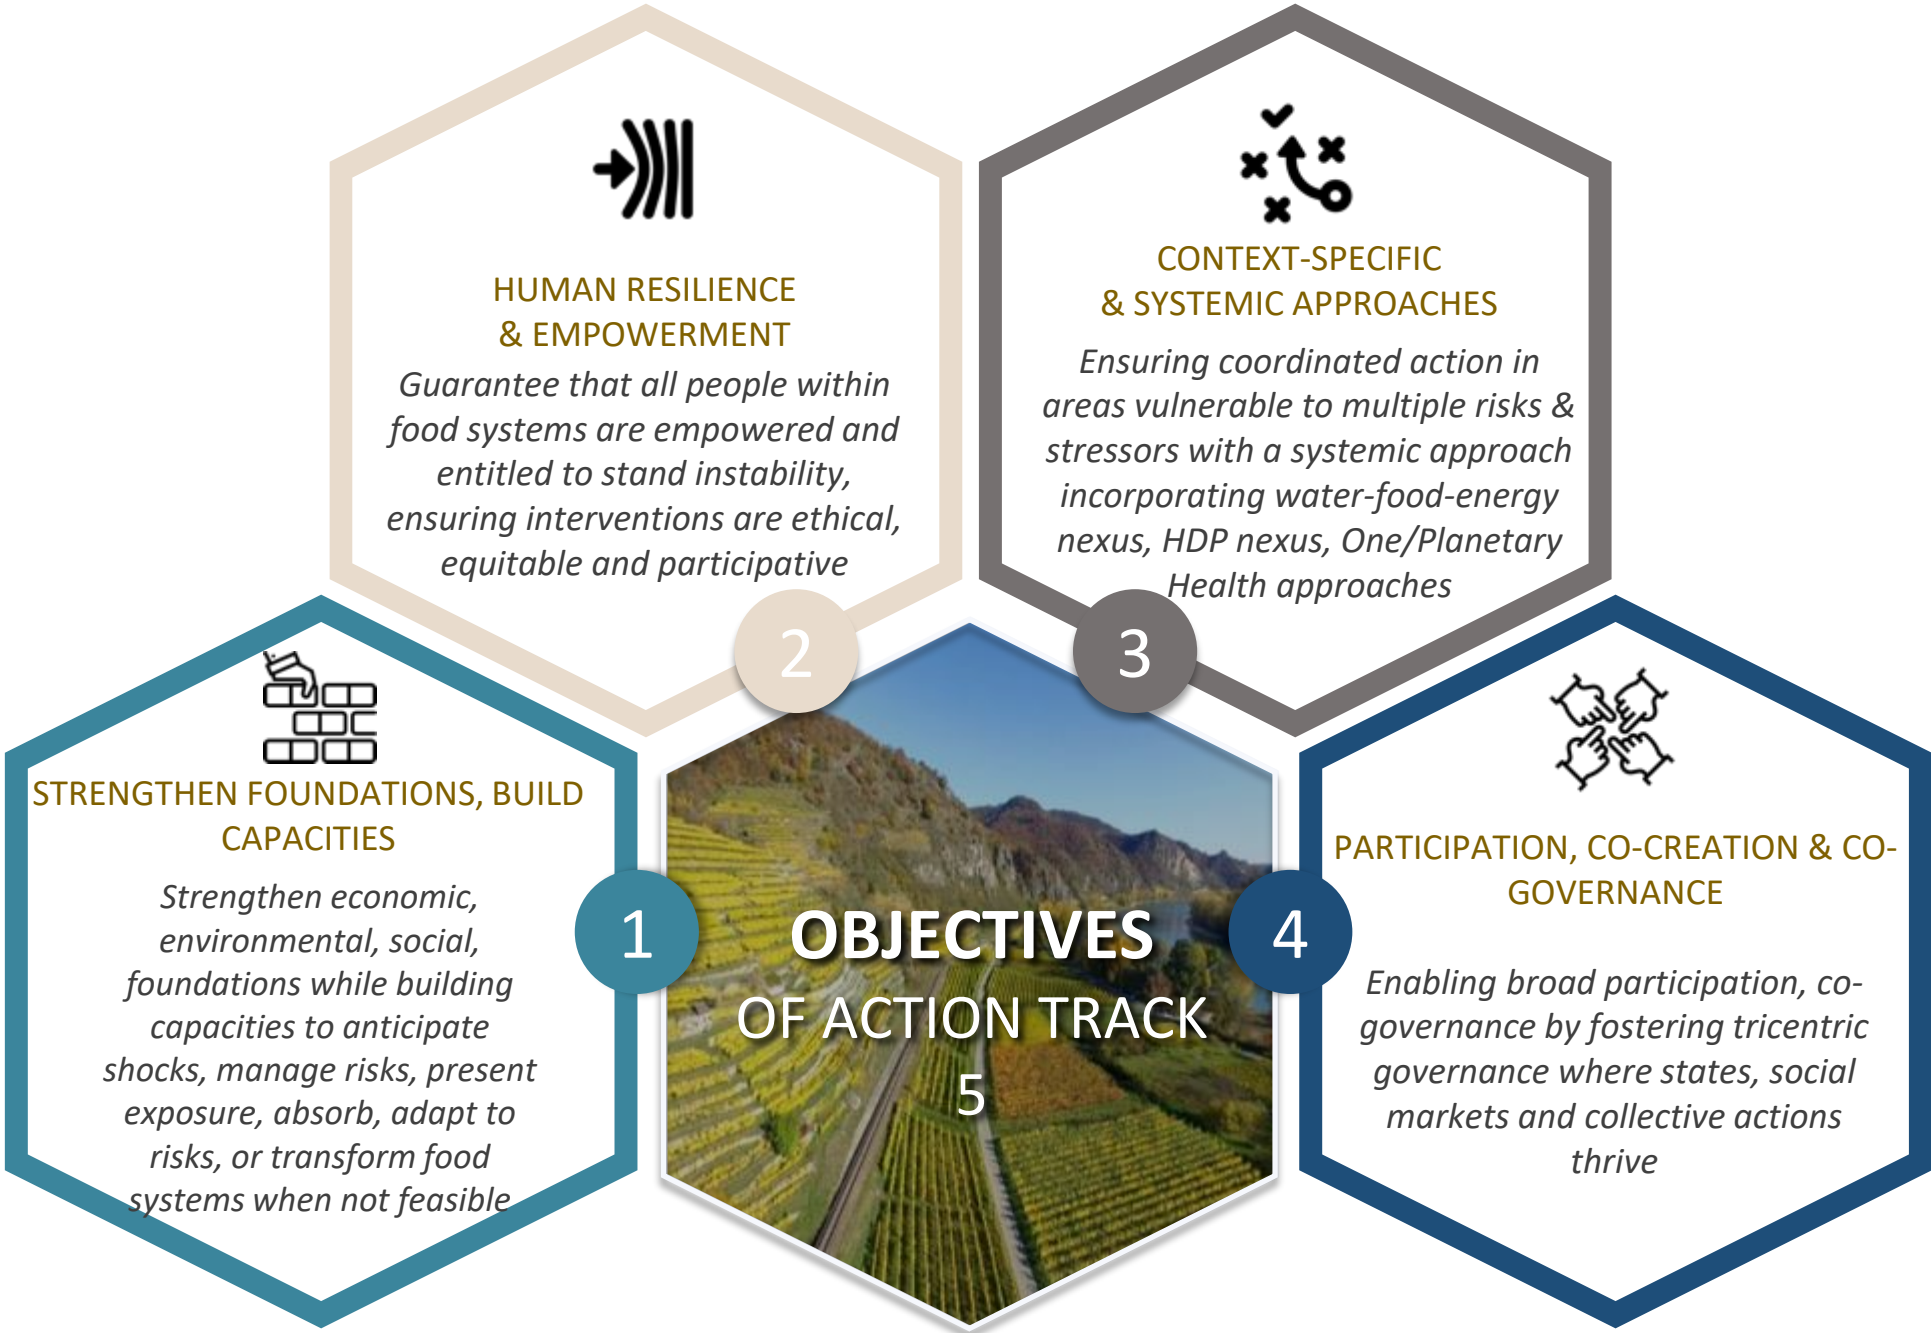 HUMAN RESILIENCE
& EMPOWERMENT
Guarantee that all people within
food systems are empowered and
entitled to stand instability,
ensuring interventions are ethical,
equitable and participative
2
CONTEXT-SPECIFIC
& SYSTEMIC APPROACHES
Ensuring coordinated action in
areas vulnerable to multiple risks &
stressors with a systemic approach
incorporating water-food-energy
nexus, HDP nexus, One/Planetary
Health approaches
3
STRENGTHEN FOUNDATIONS, BUILD
CAPACITIES
Strengthen economic,
environmental, social,
foundations while building
capacities to anticipate
shocks, manage risks, present
exposure, absorb, adapt to
risks, or transform food
systems when not feasible
1
OBJECTIVES
OF ACTION TRACK
5
4
PARTICIPATION, CO-CREATION & CO-
GOVERNANCE
Enabling broad participation, co-
governance by fostering tricentric
governance where states, social
markets and collective actions
thrive